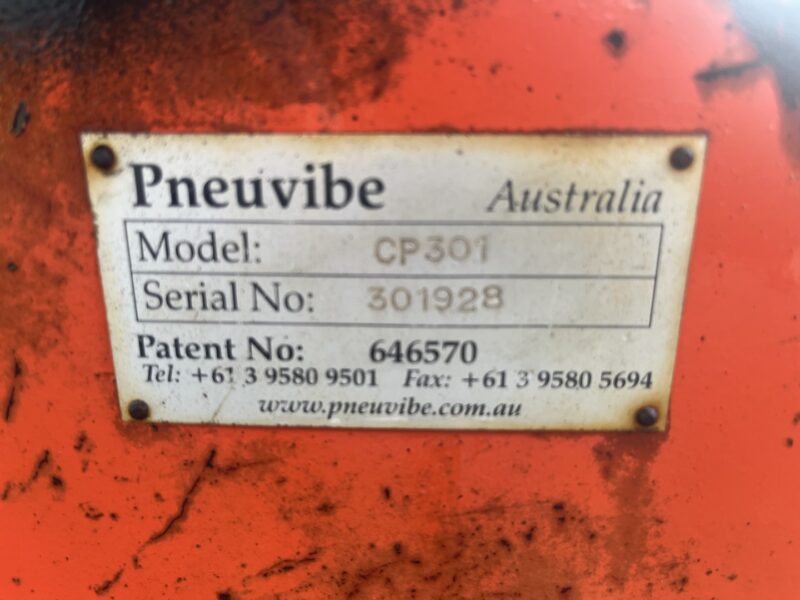 Pneuvibe Australia
Model: CP301
Serial No: 301928
Patent No: 646570
Tel: +61 3 9580 9501 Fax: +61 3 9580 5694
www.pneuvibe.com.au